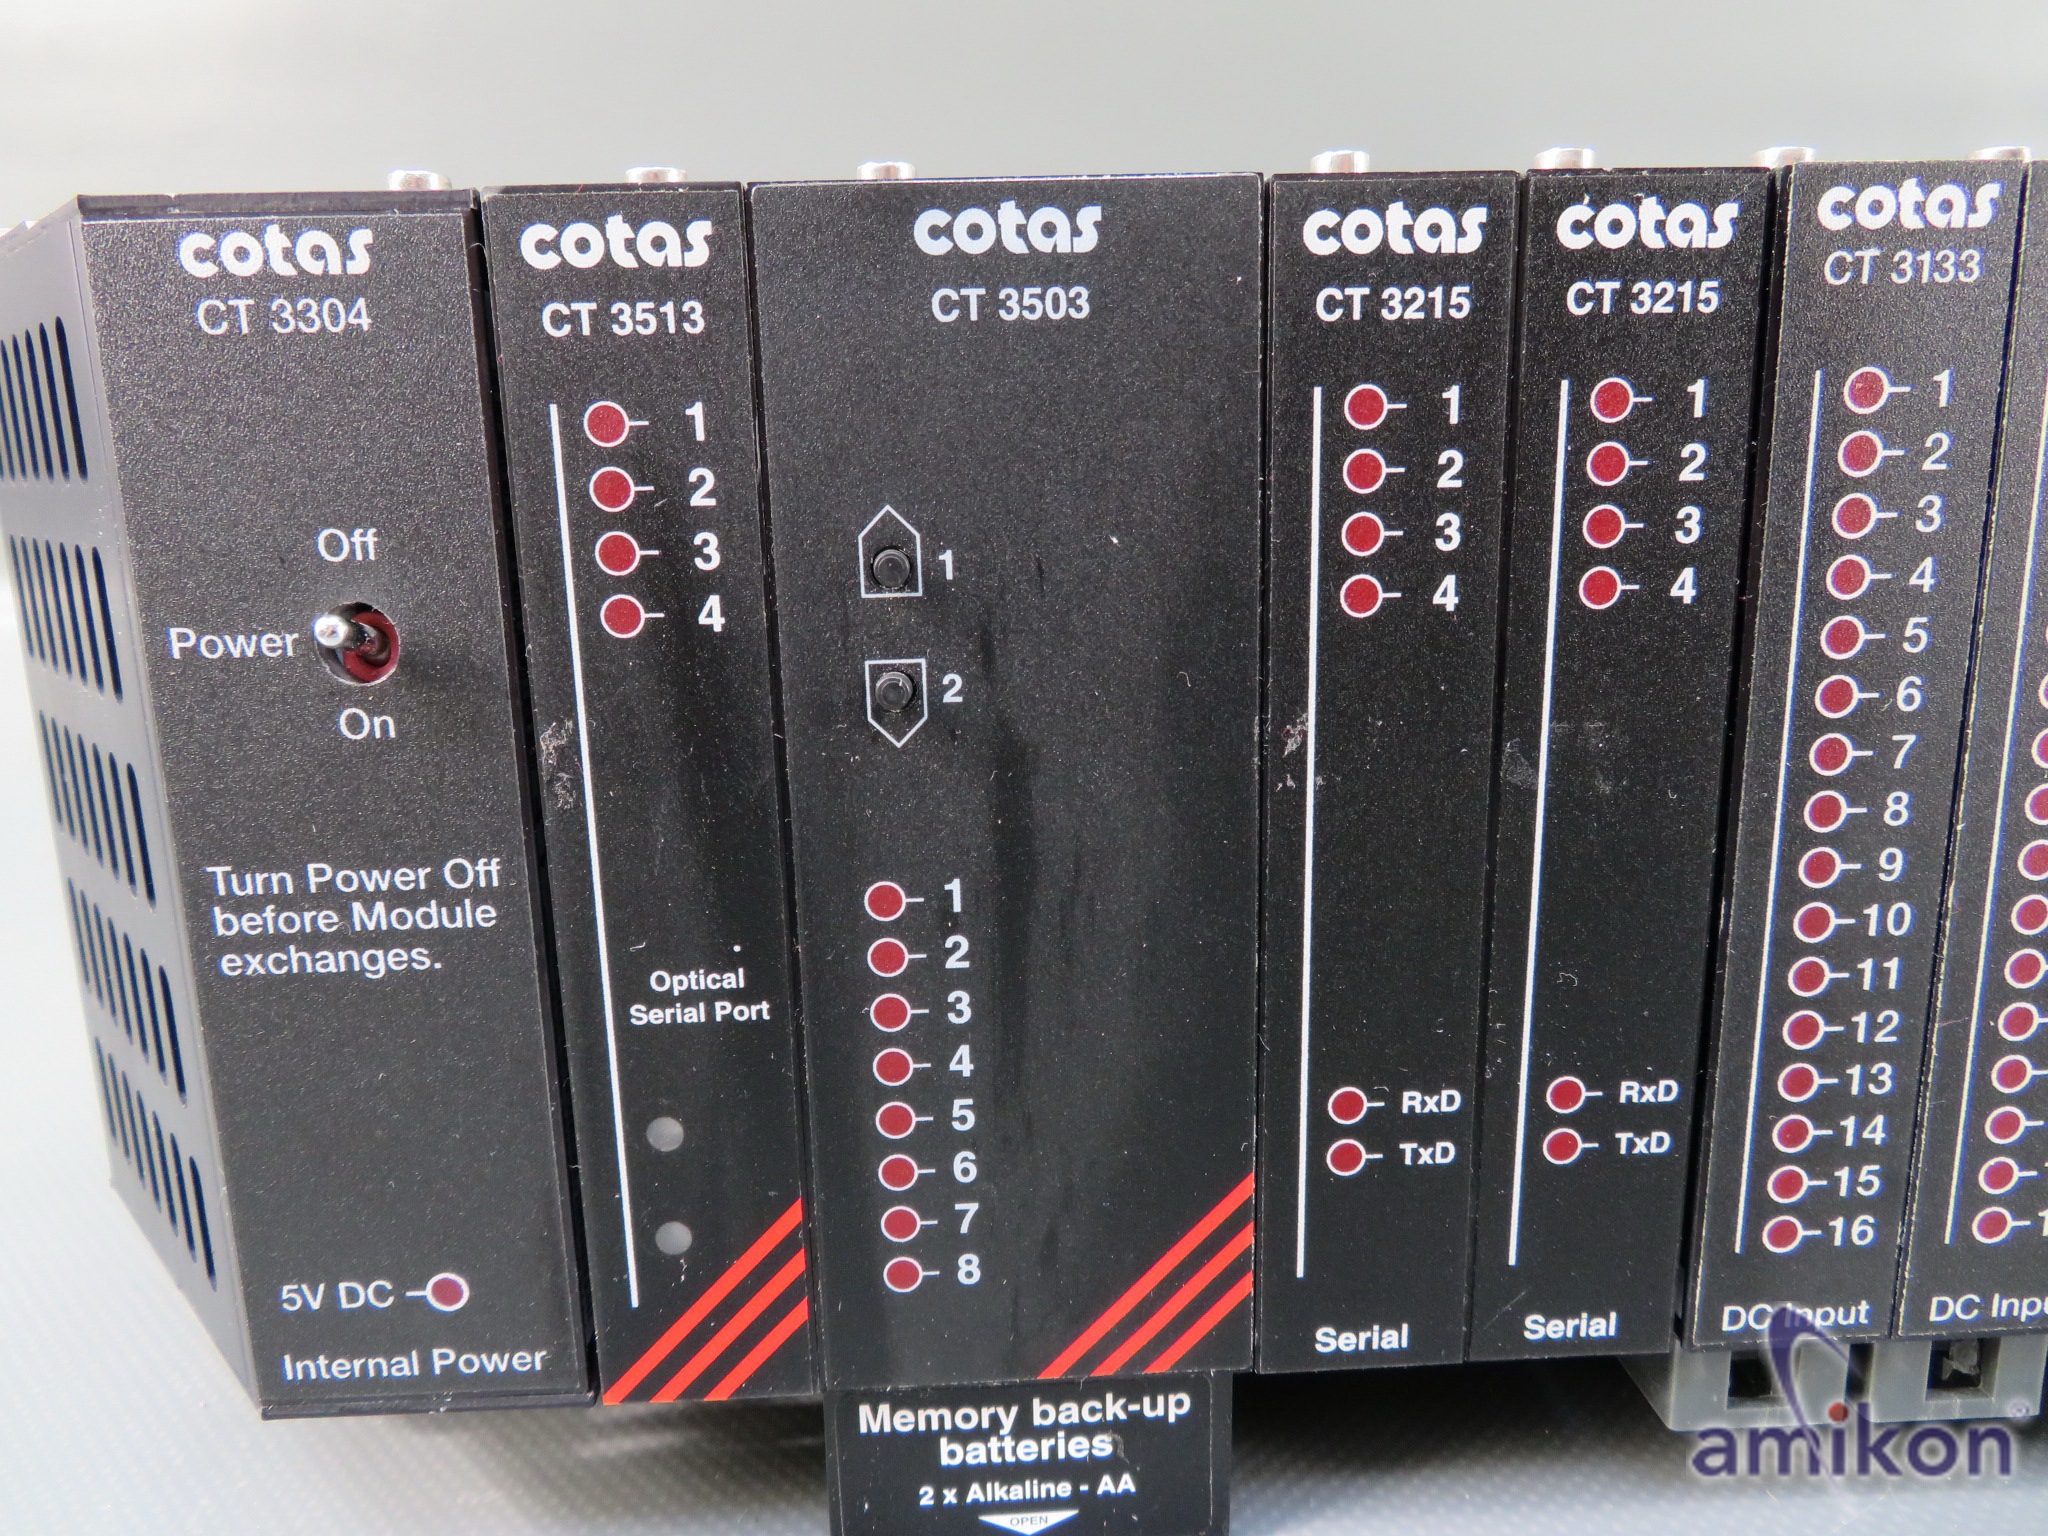 cotas
CT 3304
Off
Power
On
Turn Power Off
before Module
exchanges.
5V DC
Internal Power
cotas
CT 3513
1
2
3
4
Optical
Serial Port
cotas
CT 3503
1
2
1
2
3
4
5
6
7
8
Memory back-up
batteries
2 x Alkaline - AA
OPEN
cotas
CT 3215
1
2
3
4
RxD
TxD
Serial
cotas
CT 3215
1
2
3
4
RxD
TxD
Serial
cotas
CT 3133
1
2
3
4
5
6
7
8
9
10
11
12
13
14
15
16
DC Input
DC Inpu
amikon